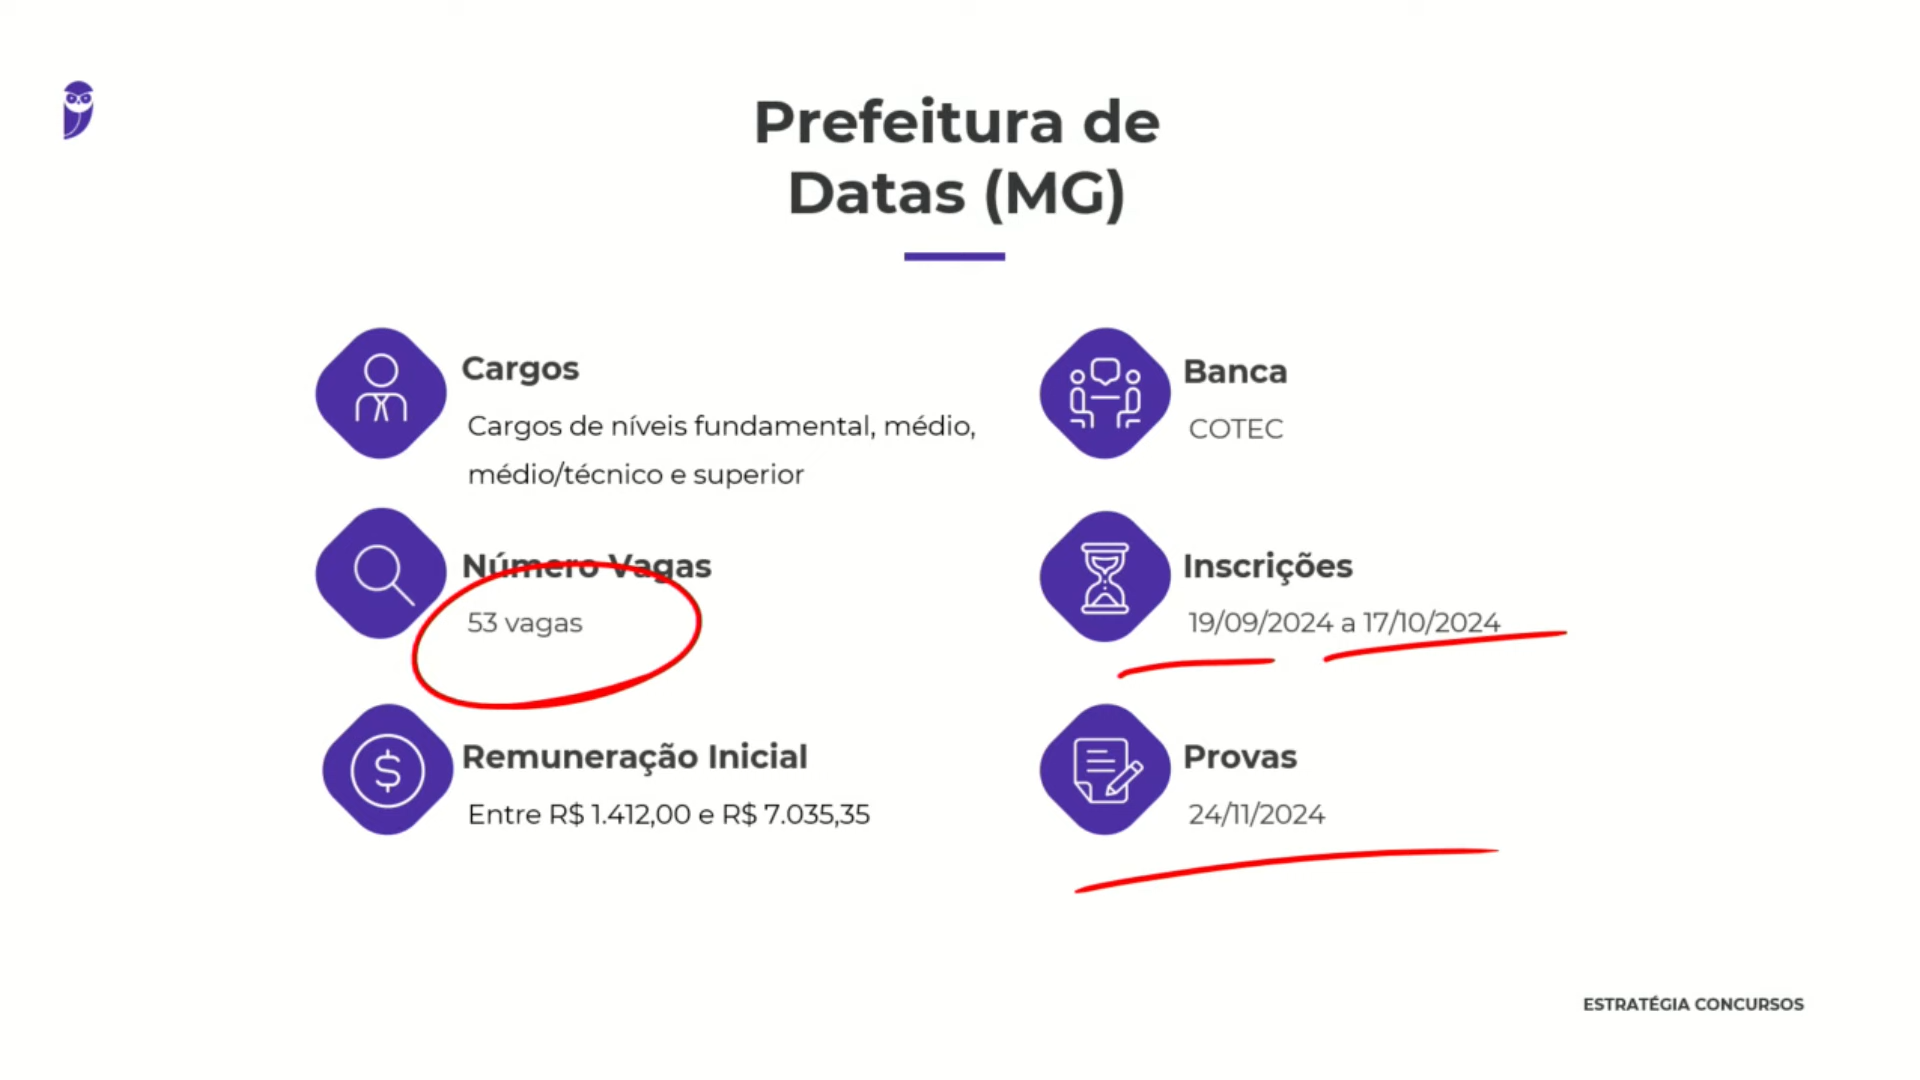 Prefeitura de
Datas (MG)
Cargos
Cargos de níveis fundamental, médio,
médio/técnico e superior
Banca
COTEC
Número Vagas
53 vagas
Inscrições
19/09/2024 a 17/10/2024
Remuneração Inicial
Entre R$ 1.412,00 e R$ 7.035,35
Provas
24/11/2024
ESTRATÉGIA CONCURSOS